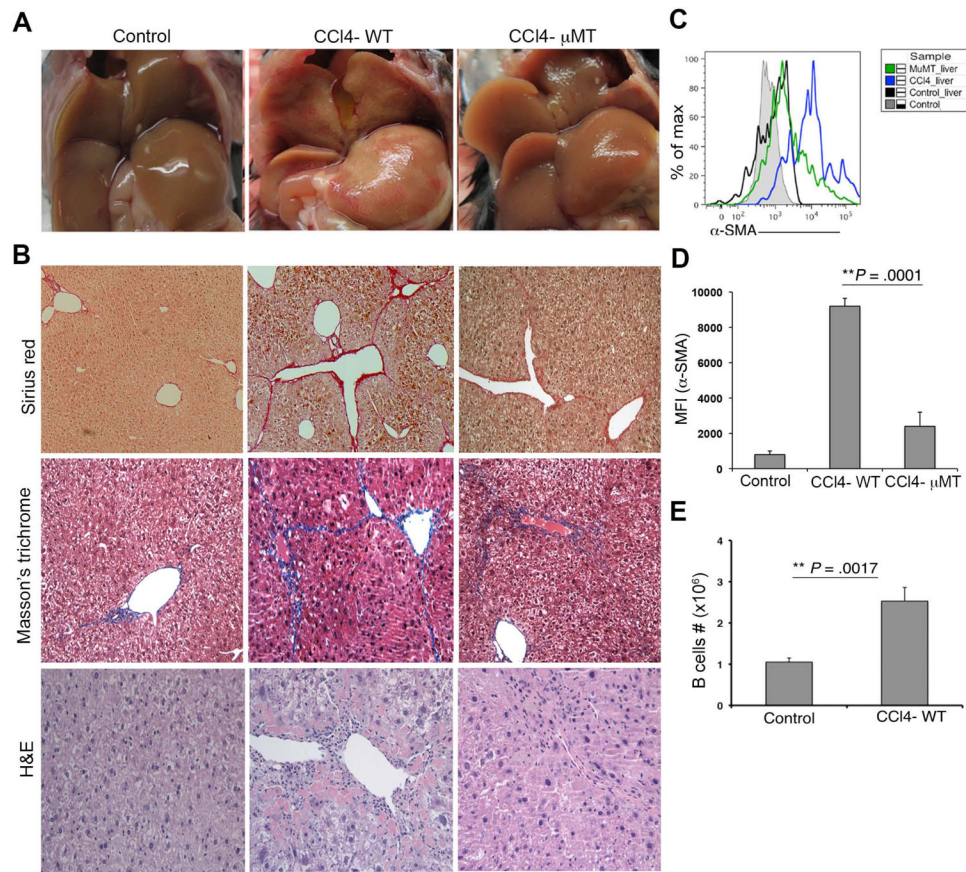 A
Control
CCl4- WT
CCl4- μMT
B
Sirius red
Masson's trichrome
H&E
C
% of max
100
80
60
40
20
0
0
10²
10³
10⁴
10⁵
α-SMA
Sample
MuMT_liver
CCl4_liver
Control_liver
Control
D
**P = .0001
MFI (α-SMA)
10000
8000
6000
4000
2000
0
Control
CCl4- WT
CCl4- μMT
E
** P = .0017
B cells # (x10⁶)
4
3
2
1
0
Control
CCl4- WT